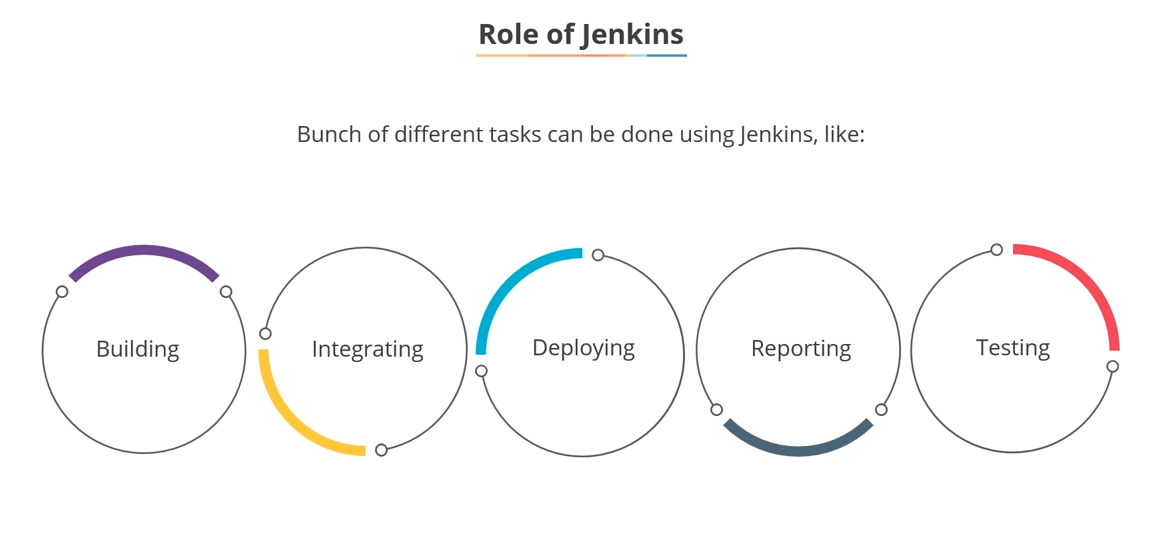 Role of Jenkins
Bunch of different tasks can be done using Jenkins, like:
Building
Integrating
Deploying
Reporting
Testing